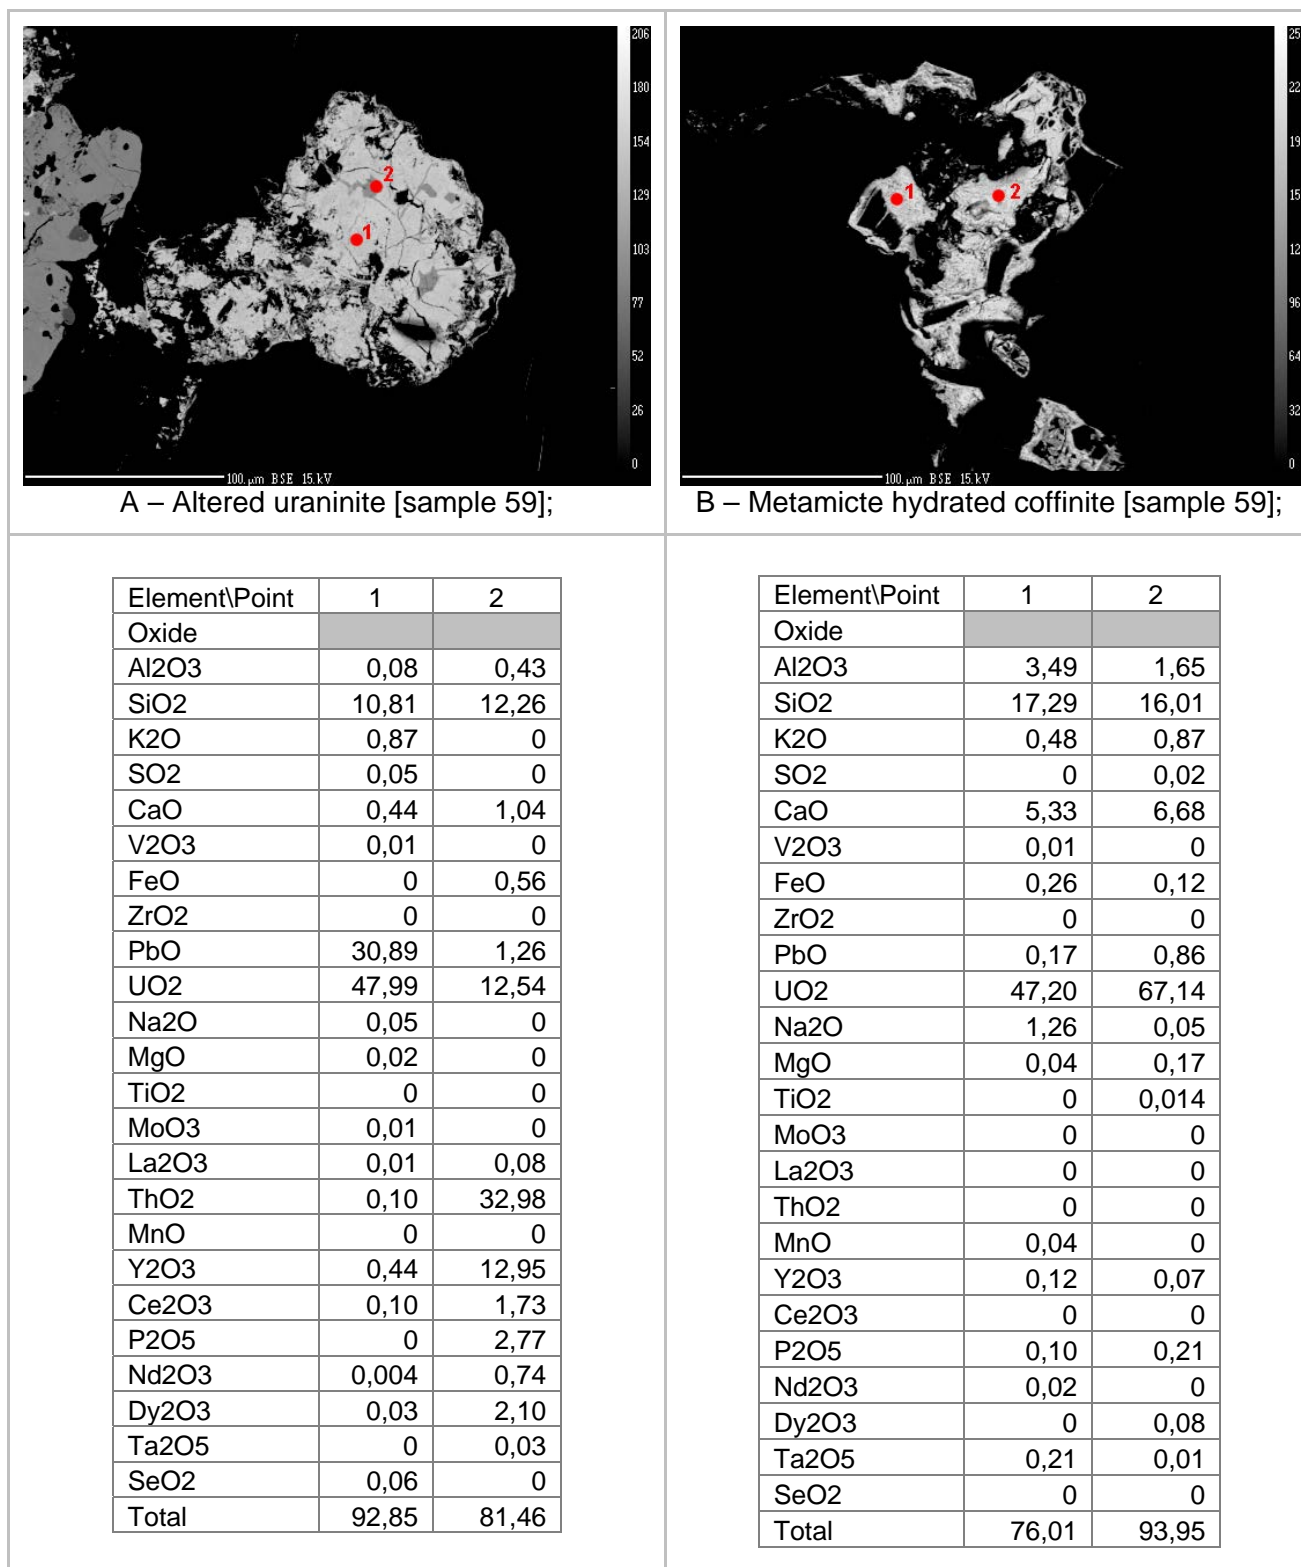 206
180
154
129
103
77
52
26
0
2
1
100.µm BSE 15.kV
A – Altered uraninite [sample 59];
1
2
96
64
32
0
100.µm BSE 15.kV
B – Metamicte hydrated coffinite [sample 59];
Element\Point 1 2
Oxide
Al2O3 0,08 0,43
SiO2 10,81 12,26
K2O 0,87 0
SO2 0,05 0
CaO 0,44 1,04
V2O3 0,01 0
FeO 0 0,56
ZrO2 0 0
PbO 30,89 1,26
UO2 47,99 12,54
Na2O 0,05 0
MgO 0,02 0
TiO2 0 0
MoO3 0,01 0
La2O3 0,01 0,08
ThO2 0,10 32,98
MnO 0 0
Y2O3 0,44 12,95
Ce2O3 0,10 1,73
P2O5 0 2,77
Nd2O3 0,004 0,74
Dy2O3 0,03 2,10
Ta2O5 0 0,03
SeO2 0,06 0
Total 92,85 81,46
Element\Point 1 2
Oxide
Al2O3 3,49 1,65
SiO2 17,29 16,01
K2O 0,48 0,87
SO2 0 0,02
CaO 5,33 6,68
V2O3 0,01 0
FeO 0,26 0,12
ZrO2 0 0
PbO 0,17 0,86
UO2 47,20 67,14
Na2O 1,26 0,05
MgO 0,04 0,17
TiO2 0 0,014
MoO3 0 0
La2O3 0 0
ThO2 0 0
MnO 0,04 0
Y2O3 0,12 0,07
Ce2O3 0 0
P2O5 0,10 0,21
Nd2O3 0,02 0
Dy2O3 0 0,08
Ta2O5 0,21 0,01
SeO2 0 0
Total 76,01 93,95